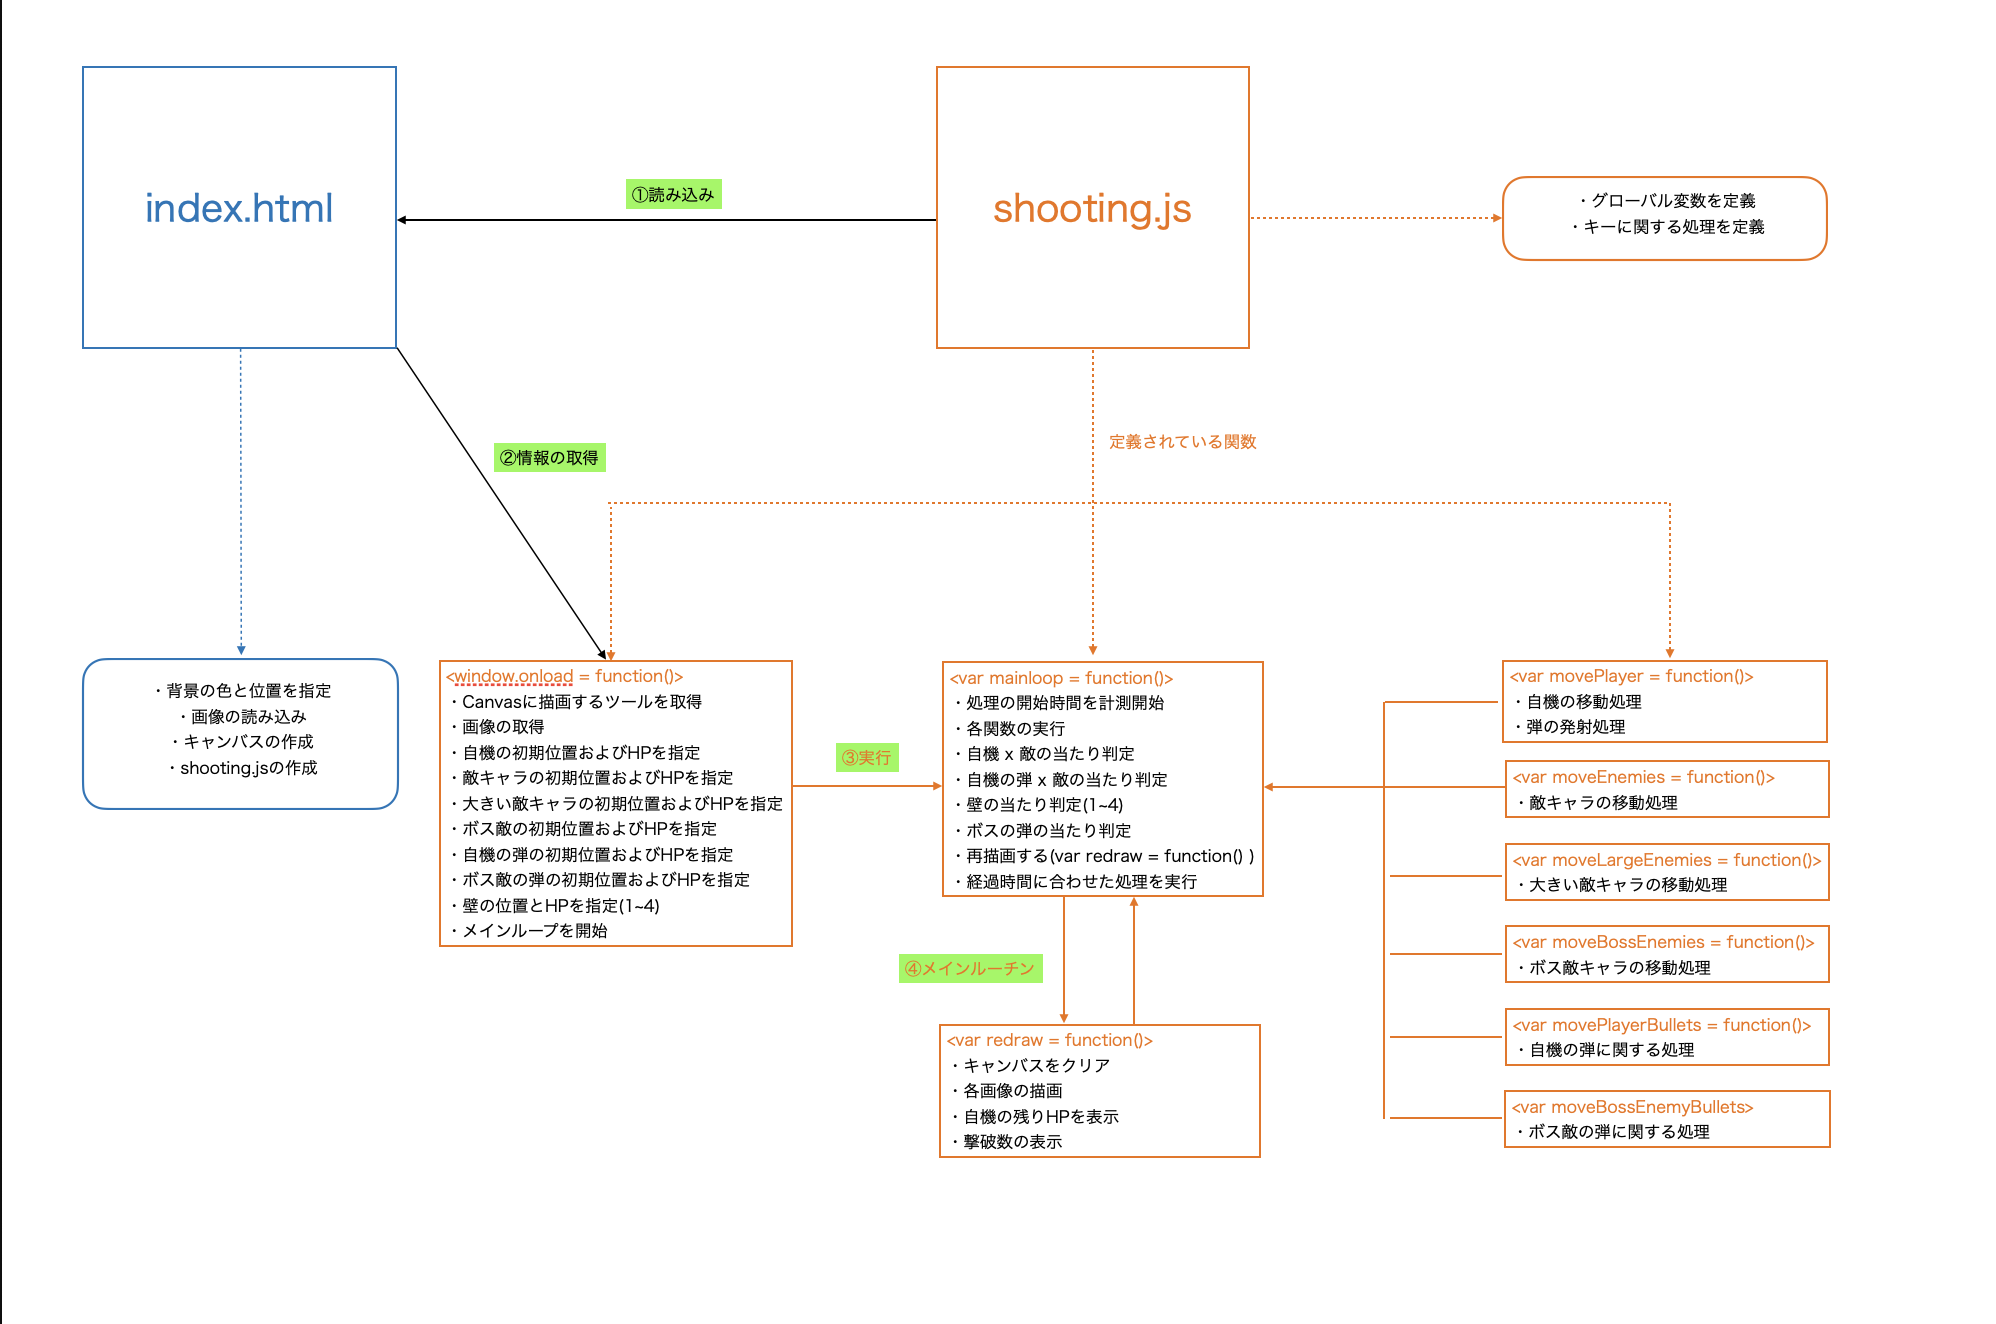 index.html
①読み込み
shooting.js
・グローバル変数を定義
・キーに関する処理を定義
②情報の取得
定義されている関数
・背景の色と位置を指定
・画像の読み込み
・キャンバスの作成
・shooting.jsの作成
<window.onload = function()>
・Canvasに描画するツールを取得
・画像の取得
・自機の初期位置およびHPを指定
・敵キャラの初期位置およびHPを指定
・大きい敵キャラの初期位置およびHPを指定
・ボス敵の初期位置およびHPを指定
・自機の弾の初期位置およびHPを指定
・ボス敵の弾の初期位置およびHPを指定
・壁の位置とHPを指定(1~4)
・メインループを開始
③実行
<var mainloop = function()>
・処理の開始時間を計測開始
・各関数の実行
・自機 x 敵の当たり判定
・自機の弾 x 敵の当たり判定
・壁の当たり判定(1~4)
・ボスの弾の当たり判定
・再描画する(var redraw = function() )
・経過時間に合わせた処理を実行
④メインルーチン
<var redraw = function()>
・キャンバスをクリア
・各画像の描画
・自機の残りHPを表示
・撃破数の表示
<var movePlayer = function()>
・自機の移動処理
・弾の発射処理
<var moveEnemies = function()>
・敵キャラの移動処理
<var moveLargeEnemies = function()>
・大きい敵キャラの移動処理
<var moveBossEnemies = function()>
・ボス敵キャラの移動処理
<var movePlayerBullets = function()>
・自機の弾に関する処理
<var moveBossEnemyBullets>
・ボス敵の弾に関する処理